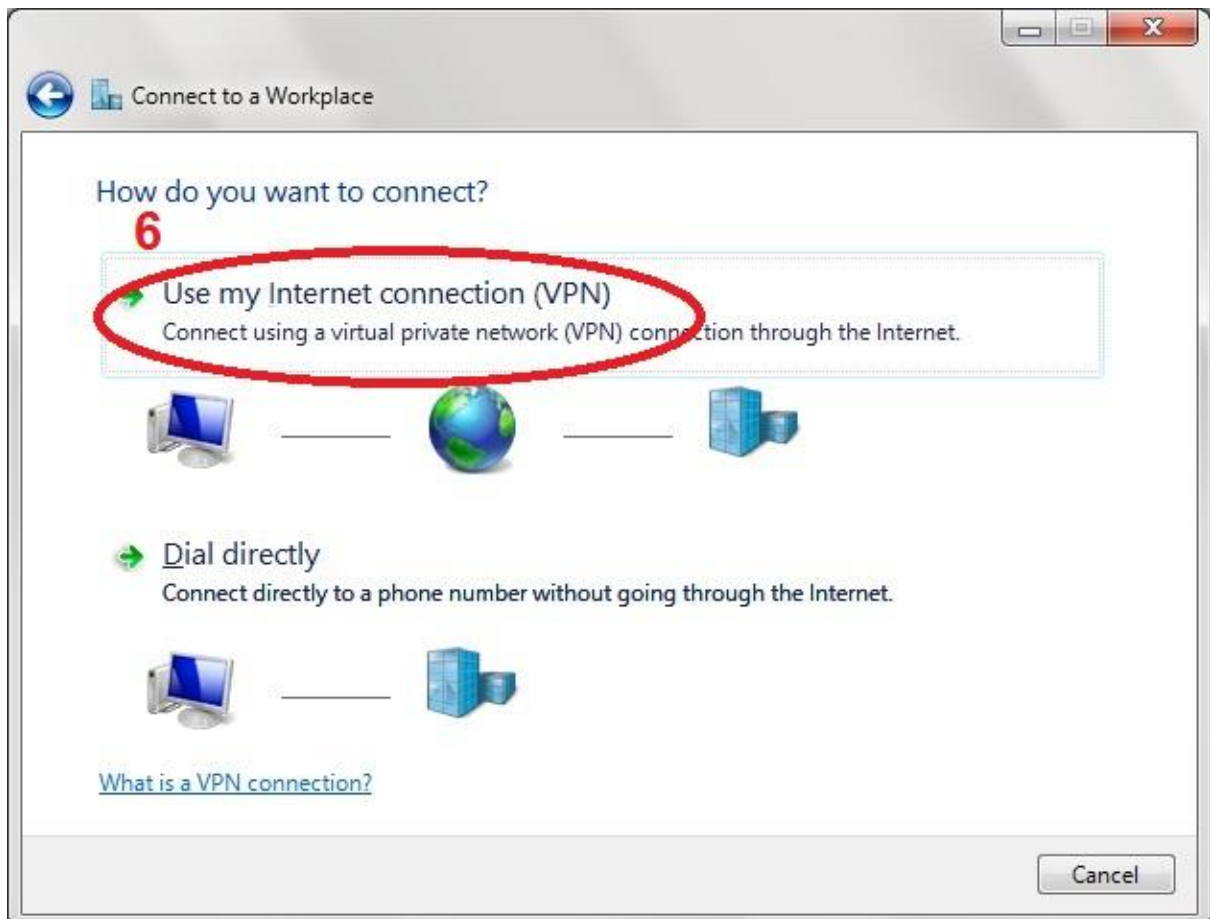 Connect to a Workplace
How do you want to connect?
6
Use my Internet connection (VPN)
Connect using a virtual private network (VPN) connection through the Internet.
Dial directly
Connect directly to a phone number without going through the Internet.
What is a VPN connection?
Cancel